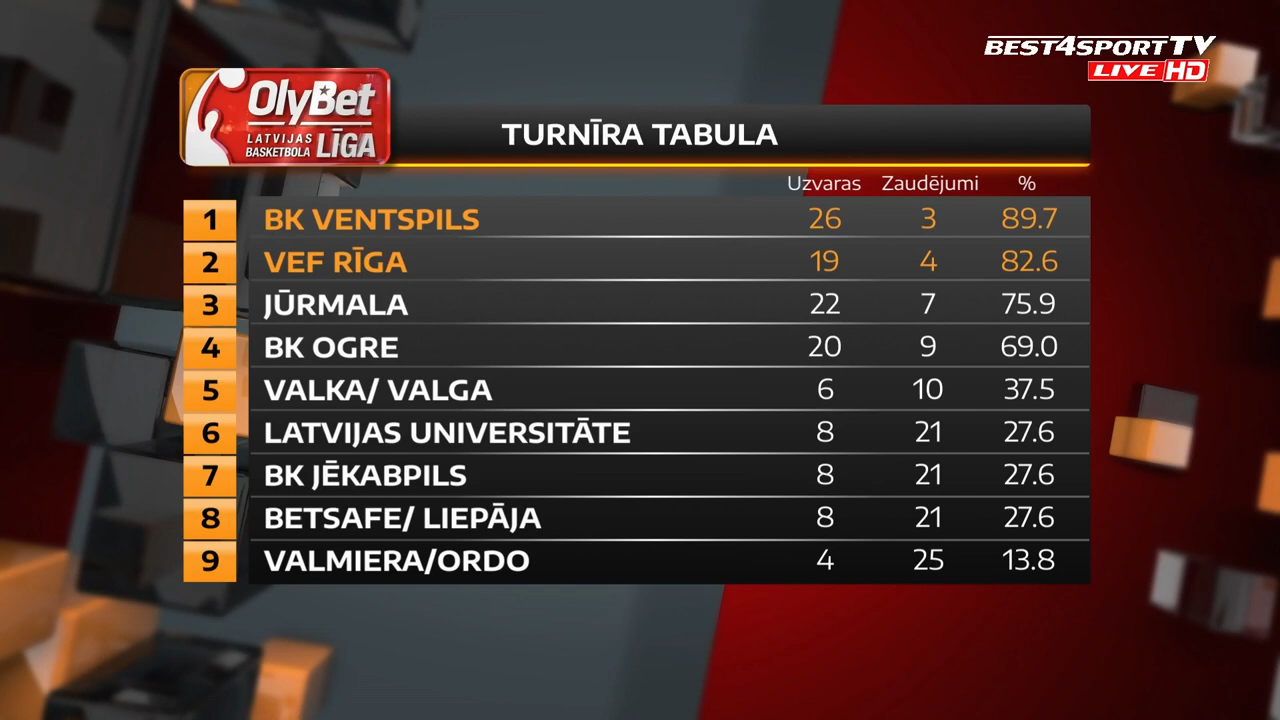 BEST4SPORT TV
LIVE HD
OlyBet
LATVIJAS
BASKETBOLA LĪGA
TURNĪRA TABULA
Uzvaras Zaudējumi %
1 BK VENTSPILS 26 3 89.7
2 VEF RĪGA 19 4 82.6
3 JŪRMALA 22 7 75.9
4 BK OGRE 20 9 69.0
5 VALKA/ VALGA 6 10 37.5
6 LATVIJAS UNIVERSITĀTE 8 21 27.6
7 BK JĒKABPILS 8 21 27.6
8 BETSAFE/ LIEPĀJA 8 21 27.6
9 VALMIERA/ORDO 4 25 13.8